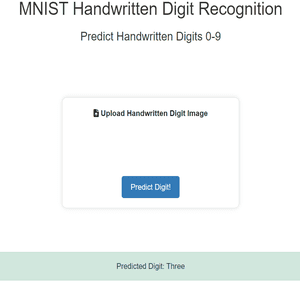 MNIST Handwritten Digit Recognition
Predict Handwritten Digits 0-9
Upload Handwritten Digit Image
Predict Digit!
Predicted Digit: Three